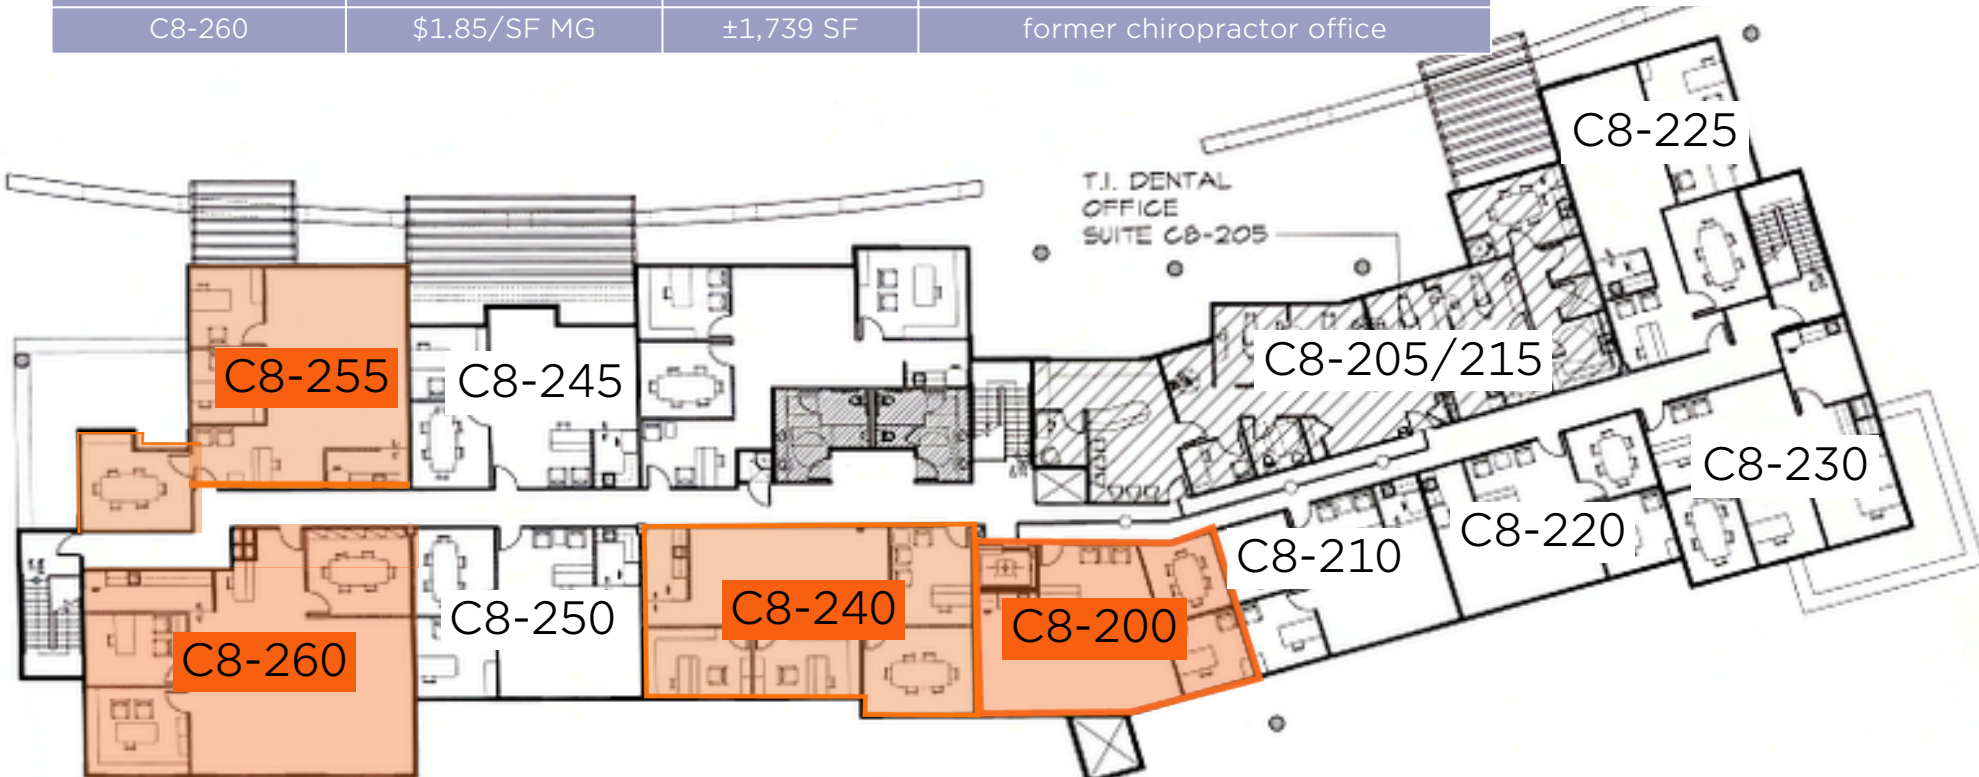 C8-260 $1.85/SF MG ±1,739 SF former chiropractor office
C8-225
T.I. DENTAL
OFFICE
SUITE C8-205
C8-255
C8-245
C8-205/215
C8-230
C8-220
C8-210
C8-250
C8-240
C8-200
C8-260